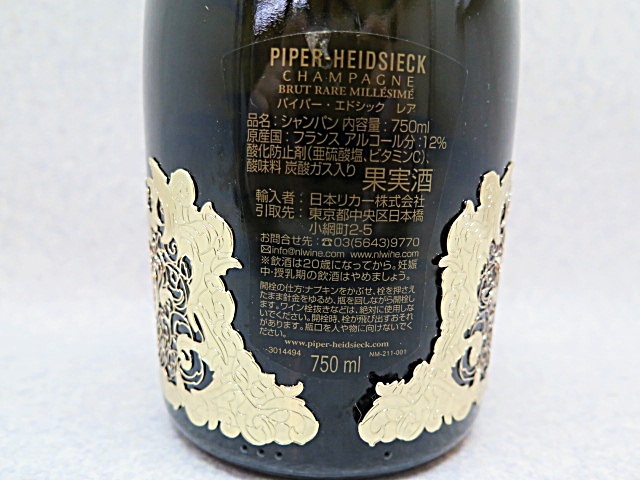 PIPER-HEIDSIECK
CHAMPAGNE
BRUT RARE MILLÉSIMÉ
パイパー・エドシック レア
品名：シャンパン 内容量：750ml
原産国：フランス アルコール分：12%
酸化防止剤(亜硫酸塩、ビタミンC)、
酸味料 炭酸ガス入り 果実酒
輸入者：日本リカー株式会社
引取先：東京都中央区日本橋
小網町2-5
お問合せ：☎03(5643)9770
✉info@nlwine.com www.nlwine.com
※飲酒は20歳になってから。妊娠
中・授乳期の飲酒はやめましょう。
開栓の仕方：ナプキンをかぶせ、栓を押さえ
たまま針金をゆるめ、瓶を回しながら開栓し
ます。ワイン栓抜きなどは、絶対に使用しな
いでください。開栓時、栓が飛び出すおそれ
があります。瓶口を人や物に向けないでくだ
さい。
www.piper-heidsieck.com
3014494 NM-211-001
750 ml